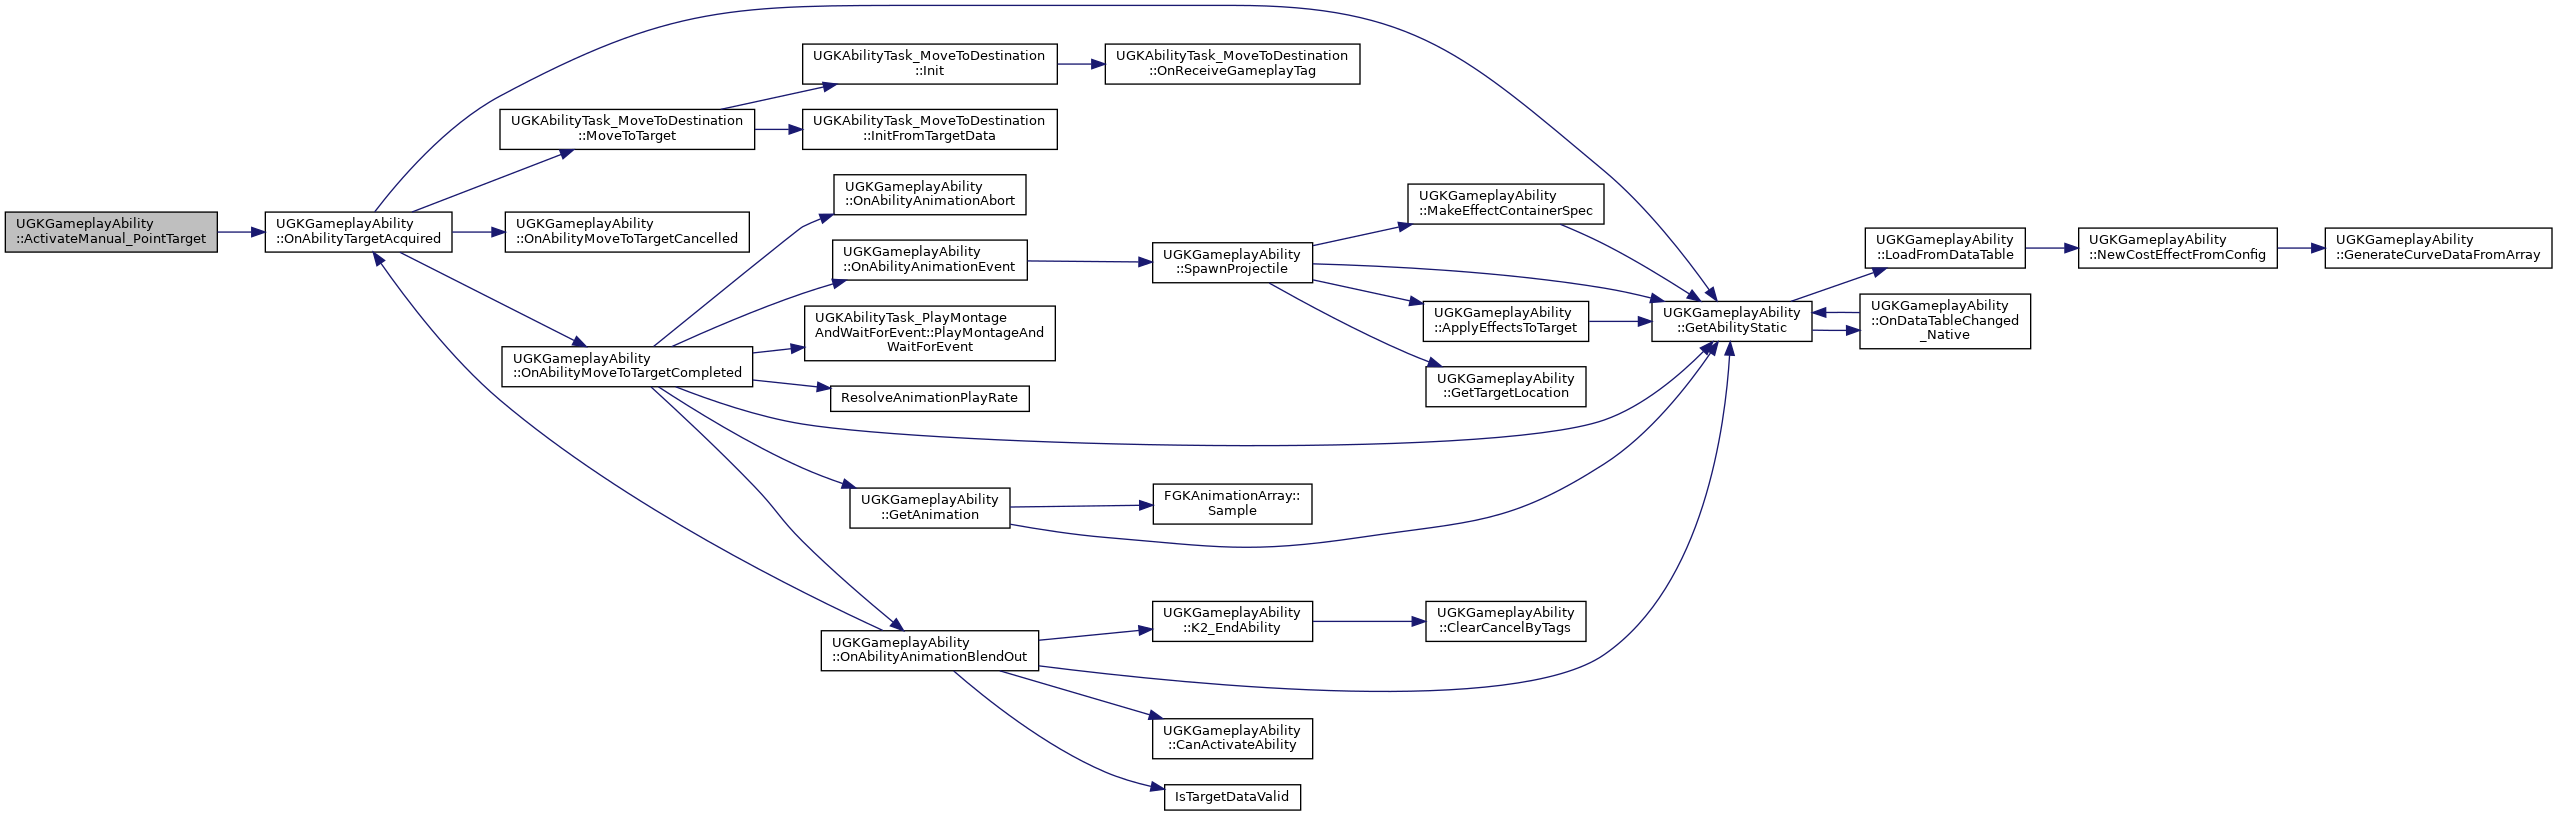 UGKGameplayAbility
::ActivateManual_PointTarget
UGKGameplayAbility
::OnAbilityTargetAcquired
UGKAbilityTask_MoveToDestination
::MoveToTarget
UGKGameplayAbility
::OnAbilityMoveToTargetCancelled
UGKGameplayAbility
::OnAbilityMoveToTargetCompleted
UGKAbilityTask_MoveToDestination
::Init
UGKAbilityTask_MoveToDestination
::InitFromTargetData
UGKGameplayAbility
::OnAbilityAnimationAbort
UGKGameplayAbility
::OnAbilityAnimationEvent
UGKAbilityTask_PlayMontage
AndWaitForEvent::PlayMontageAnd
WaitForEvent
ResolveAnimationPlayRate
UGKGameplayAbility
::GetAnimation
UGKGameplayAbility
::OnAbilityAnimationBlendOut
UGKAbilityTask_MoveToDestination
::OnReceiveGameplayTag
UGKGameplayAbility
::SpawnProjectile
FGKAnimationArray::
Sample
UGKGameplayAbility
::K2_EndAbility
UGKGameplayAbility
::CanActivateAbility
IsTargetDataValid
UGKGameplayAbility
::MakeEffectContainerSpec
UGKGameplayAbility
::ApplyEffectsToTarget
UGKGameplayAbility
::GetTargetLocation
UGKGameplayAbility
::ClearCancelByTags
UGKGameplayAbility
::GetAbilityStatic
UGKGameplayAbility
::LoadFromDataTable
UGKGameplayAbility
::OnDataTableChanged
_Native
UGKGameplayAbility
::NewCostEffectFromConfig
UGKGameplayAbility
::GenerateCurveDataFromArray